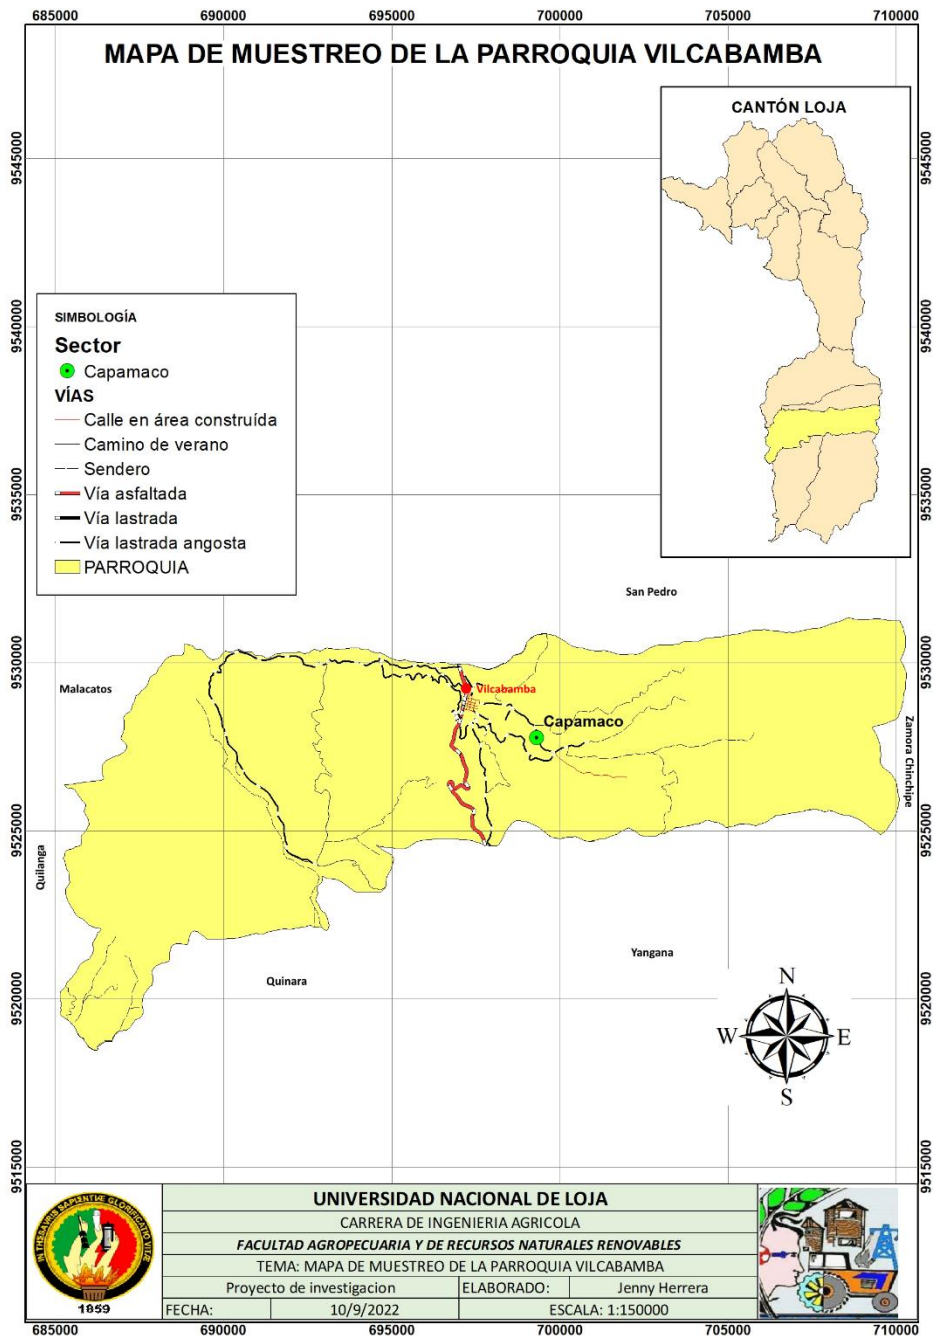 685000 690000 695000 700000 705000 710000
MAPA DE MUESTREO DE LA PARROQUIA VILCABAMBA
CANTÓN LOJA
9545000 9545000
9540000 9540000
9535000 9535000
9530000 9530000
9525000 9525000
9520000 9520000
9515000 9515000
SIMBOLOGÍA
Sector
Capamaco
VÍAS
Calle en área construída
Camino de verano
Sendero
Vía asfaltada
Vía lastrada
Vía lastrada angosta
PARROQUIA
San Pedro
Malacatos
Vilcabamba
Capamaco
Zamora Chinchipe
Quilanga
Yangana
Quinara
N
W E
S
IN THESAVRIS SAPIENTIAE GLORIFICATIO VITAE
1859
UNIVERSIDAD NACIONAL DE LOJA
CARRERA DE INGENIERIA AGRICOLA
FACULTAD AGROPECUARIA Y DE RECURSOS NATURALES RENOVABLES
TEMA: MAPA DE MUESTREO DE LA PARROQUIA VILCABAMBA
Proyecto de investigacion ELABORADO: Jenny Herrera
FECHA: 10/9/2022 ESCALA: 1:150000
685000 690000 695000 700000 705000 710000